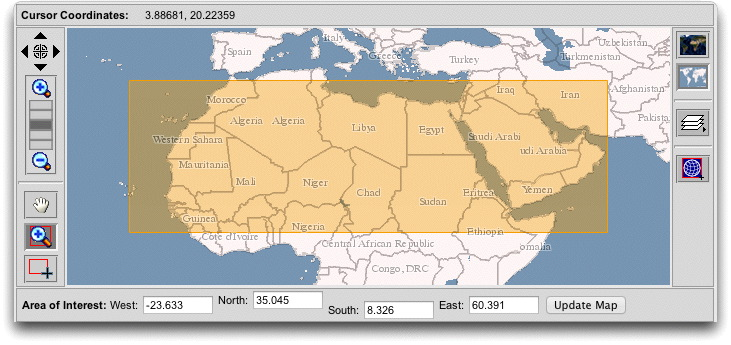 Cursor Coordinates: 3.88681, 20.22359
Spain
Italy
Greece
Turkey
Uzbekistan
Turkmenistan
Afghanistan
Pakista
Morocco
Algeria
Algeria
Libya
Egypt
Iraq
Iran
Western Sahara
Saudi Arabi
udi Arabia
Mauritania
Mali
Niger
Chad
Sudan
Eritrea
Yemen
Guinea
Cote d'Ivoire
Nigeria
Central African Republic
Ethiopia
omalia
Congo, DRC
Area of Interest: West: -23.633 North: 35.045 South: 8.326 East: 60.391 Update Map